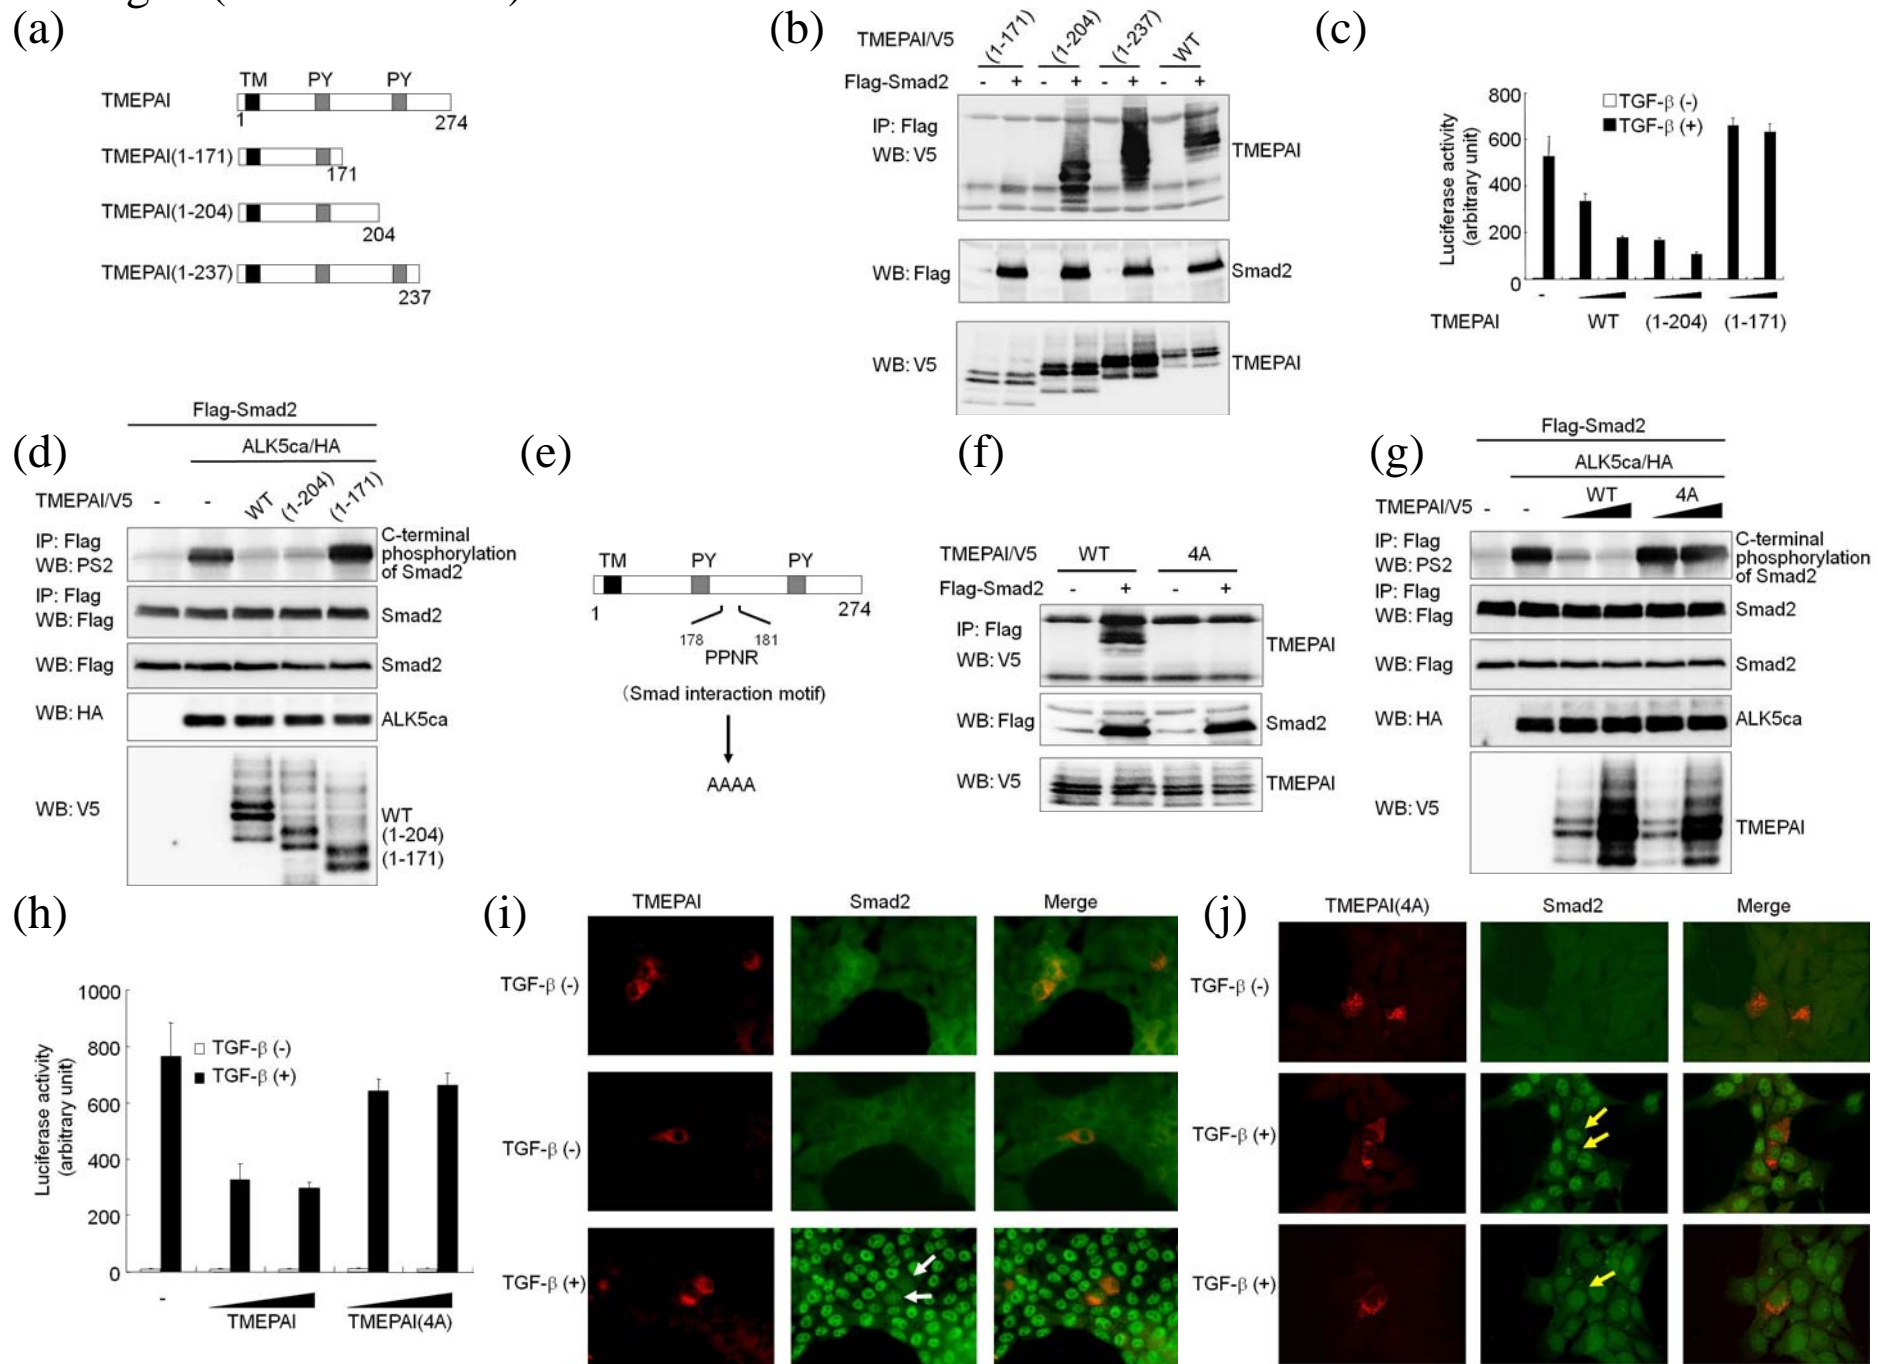 (a)
TM PY PY
TMEPAI
1 274
TMEPAI(1-171)
171
TMEPAI(1-204)
204
TMEPAI(1-237)
237
(b)
TMEPAI/V5 (1-171) (1-204) (1-237) WT
Flag-Smad2 - + - + - + - +
IP: Flag
WB: V5
TMEPAI
WB: Flag Smad2
WB: V5 TMEPAI
(c)
800
600
400
200
0
Luciferase activity
(arbitrary unit)
TGF-β (-)
TGF-β (+)
-
TMEPAI WT (1-204) (1-171)
(d)
Flag-Smad2
ALK5ca/HA
TMEPAI/V5 - - WT (1-204) (1-171)
IP: Flag
WB: PS2
C-terminal
phosphorylation
of Smad2
IP: Flag
WB: Flag
Smad2
WB: Flag Smad2
WB: HA ALK5ca
WB: V5
WT
(1-204)
(1-171)
(e)
TM PY PY
1 274
178 181
PPNR
(Smad interaction motif)
AAAA
(f)
TMEPAI/V5 WT 4A
Flag-Smad2 - + - +
IP: Flag
WB: V5
TMEPAI
WB: Flag Smad2
WB: V5 TMEPAI
(g)
Flag-Smad2
ALK5ca/HA
WT 4A
TMEPAI/V5 - -
IP: Flag
WB: PS2
C-terminal
phosphorylation
of Smad2
IP: Flag
WB: Flag
Smad2
WB: Flag Smad2
WB: HA ALK5ca
WB: V5
TMEPAI
(h)
1000
800
600
400
200
0
Luciferase activity
(arbitrary unit)
TGF-β (-)
TGF-β (+)
-
TMEPAI TMEPAI(4A)
(i)
TMEPAI Smad2 Merge
TGF-β (-)
TGF-β (-)
TGF-β (+)
(j)
TMEPAI(4A) Smad2 Merge
TGF-β (-)
TGF-β (+)
TGF-β (+)